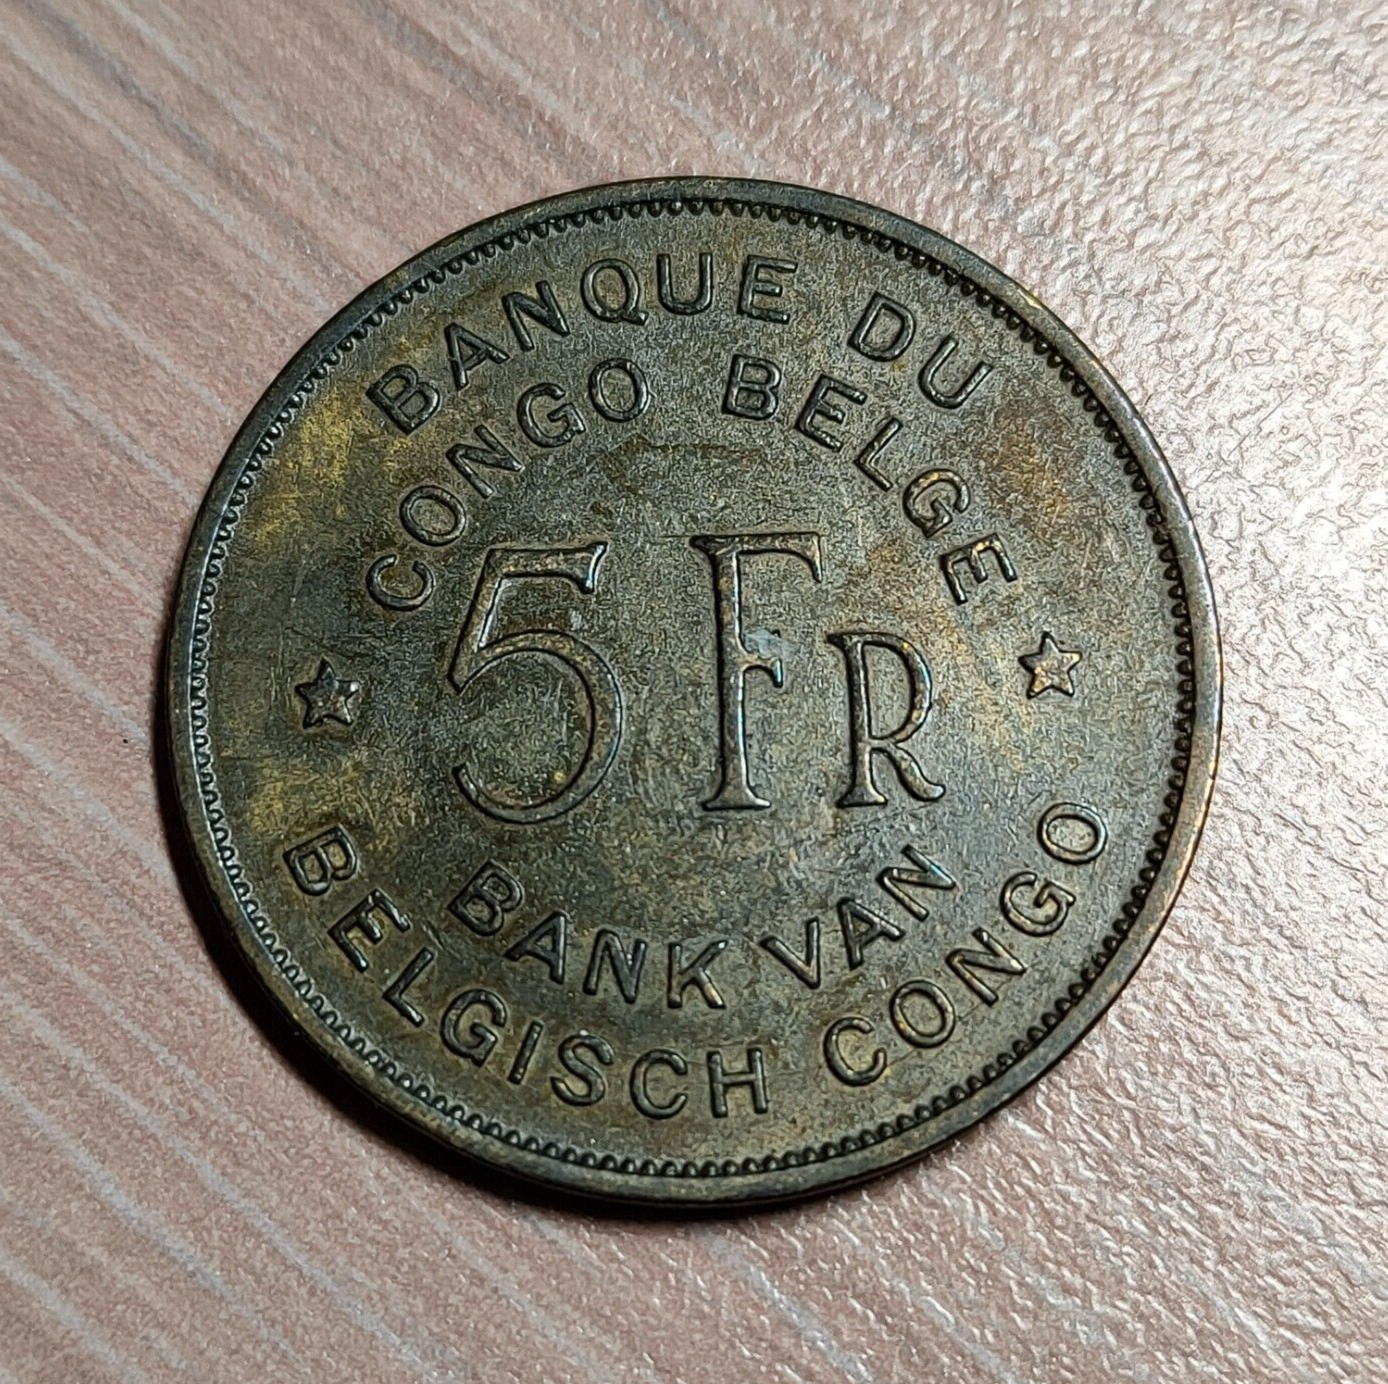 BANQUE DU
CONGO BELGE
5 FR
BANK VAN
BELGISCH CONGO